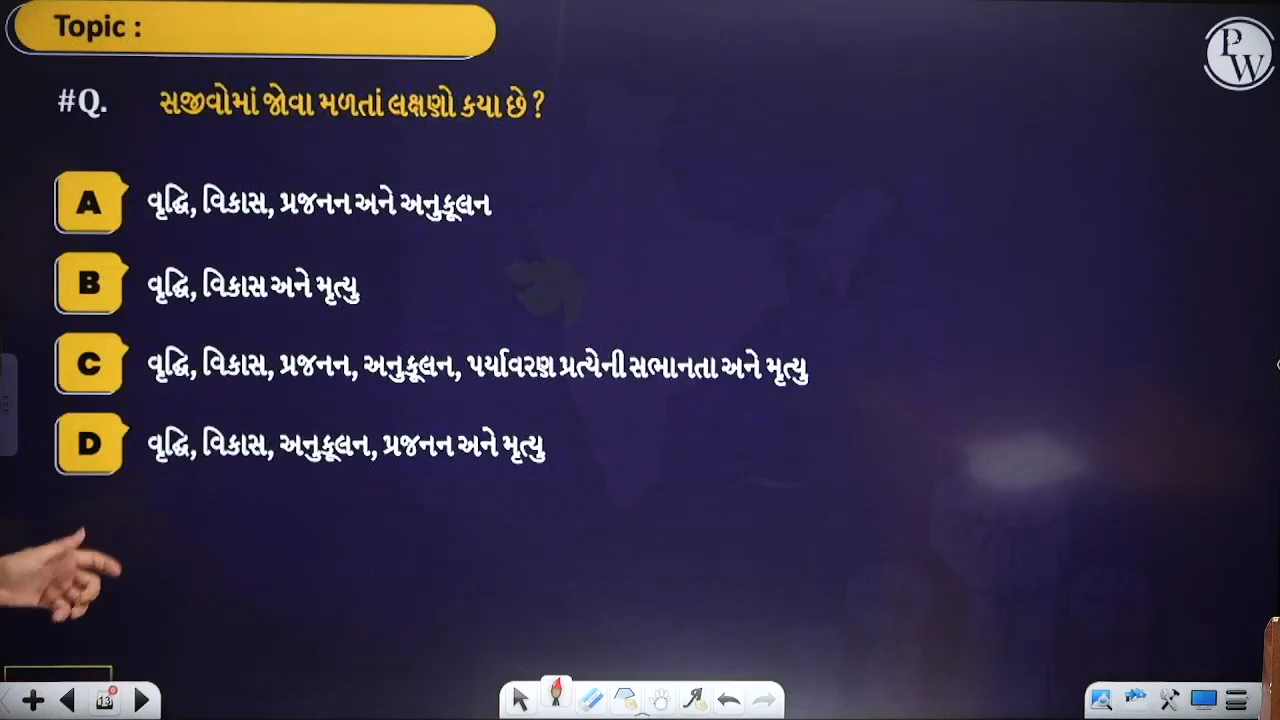 Topic :
PW
#Q. સજીવોમાં જોવા મળતાં લક્ષણો કયા છે ?
A વૃદ્ધિ, વિકાસ, પ્રજનન અને અનુકૂલન
B વૃદ્ધિ, વિકાસ અને મૃત્યુ
C વૃદ્ધિ, વિકાસ, પ્રજનન, અનુકૂલન, પર્યાવરણ પ્રત્યેની સભાનતા અને મૃત્યુ
D વૃદ્ધિ, વિકાસ, અનુકૂલન, પ્રજનન અને મૃત્યુ
13